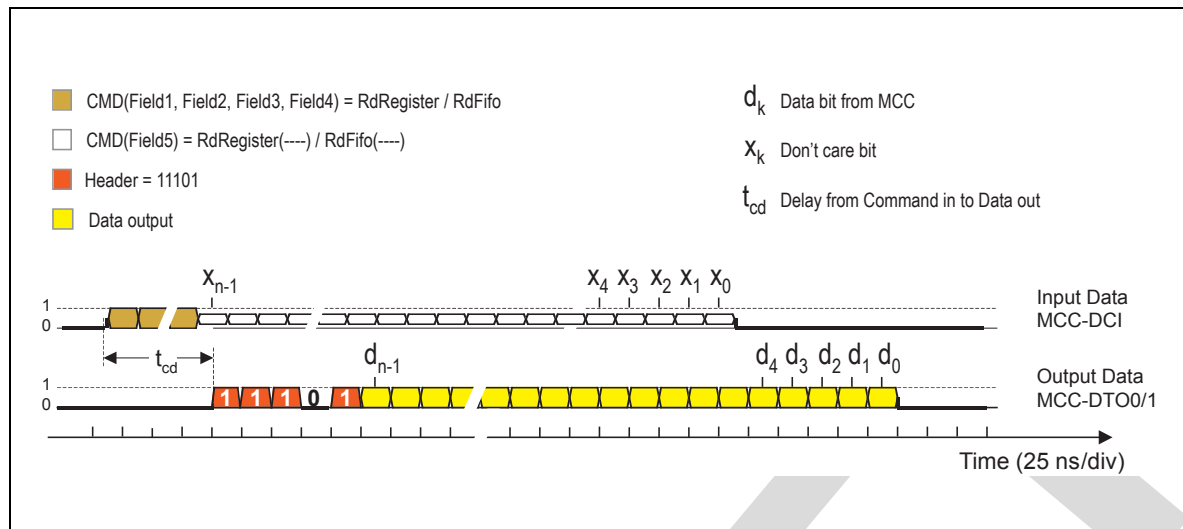 CMD(Field1, Field2, Field3, Field4) = RdRegister / RdFifo
CMD(Field5) = RdRegister(----) / RdFifo(----)
Header = 11101
Data output
dk Data bit from MCC
xk Don't care bit
tcd Delay from Command in to Data out
xn-1 x4 x3 x2 x1 x0
1
0
Input Data
MCC-DCI
tcd
dn-1 d4 d3 d2 d1 d0
1
0
1 1 1 0 1
Output Data
MCC-DTO0/1
Time (25 ns/div)